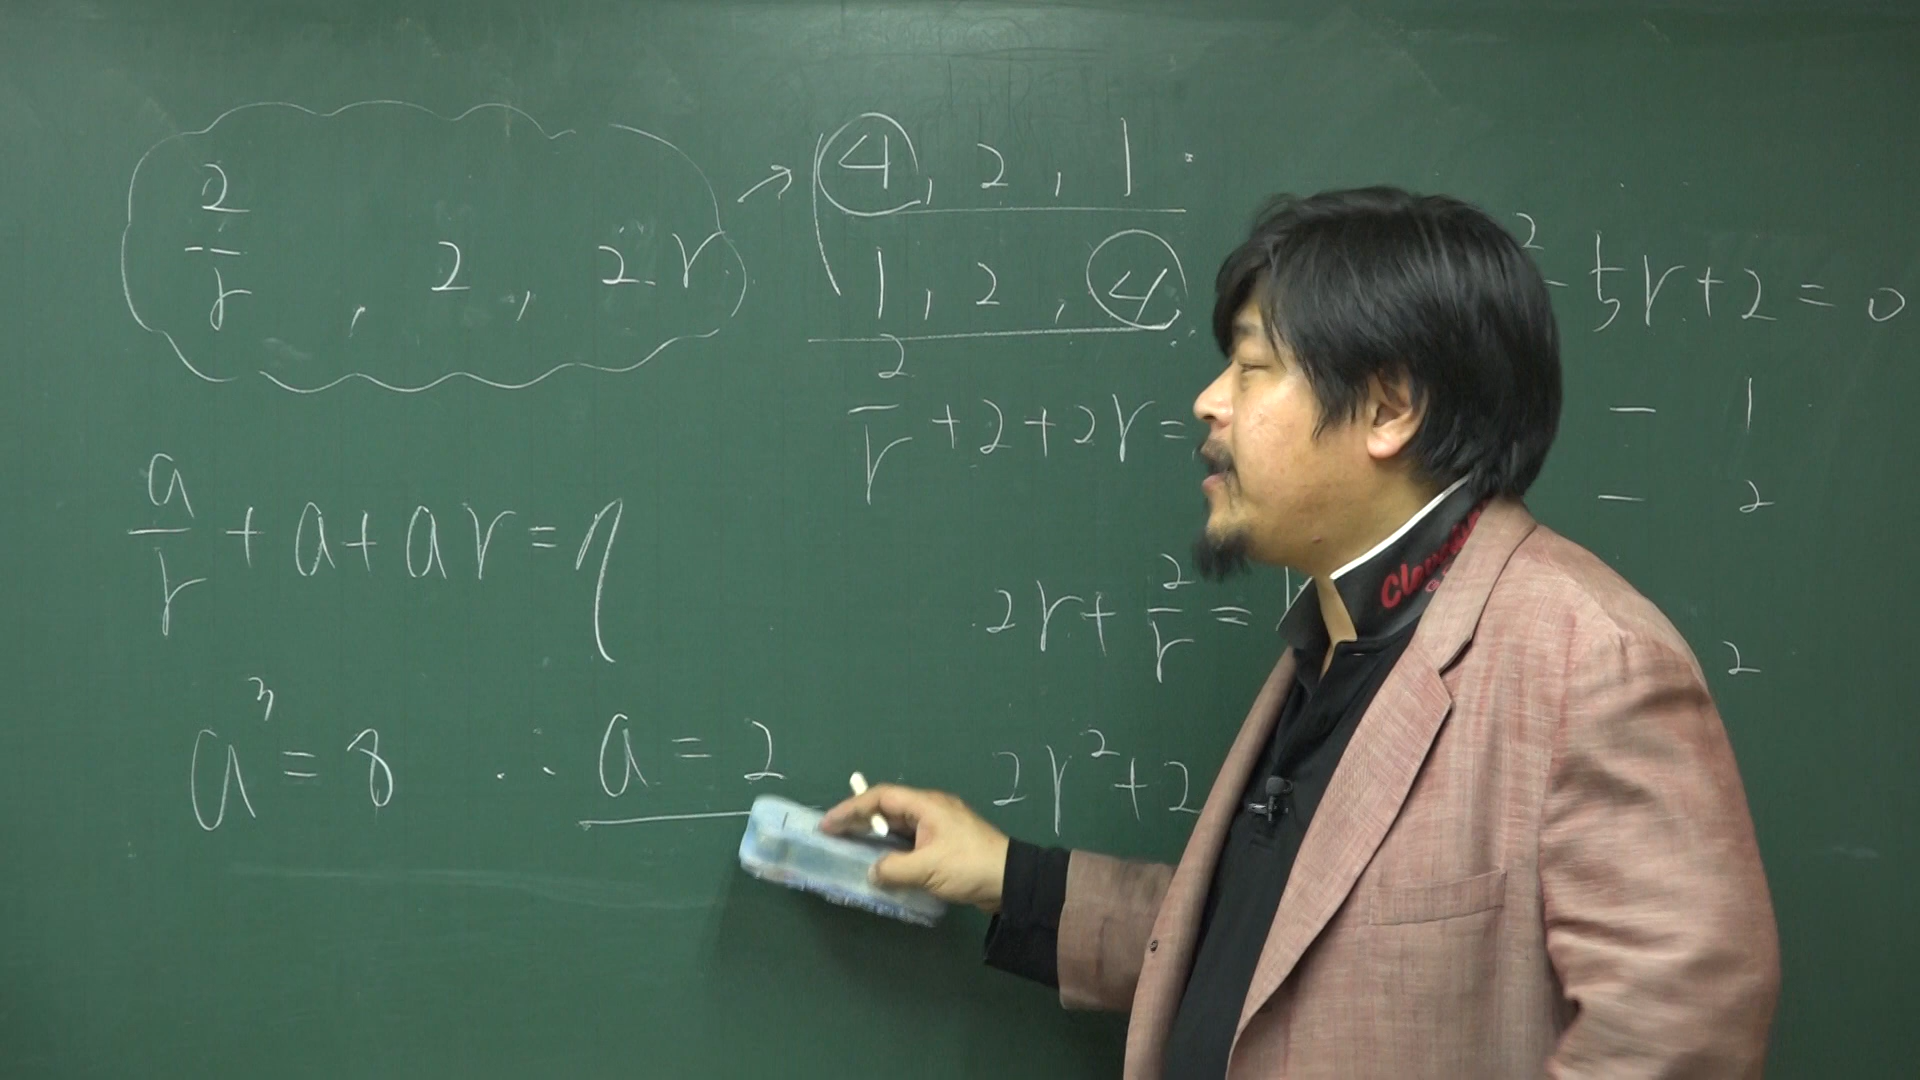 2/r , 2 , 2r
4, 2, 1
1, 2, 4
a/r + a + ar = 7
a³ = 8 ∴ a = 2
2/r + 2 + 2r =
2r + 2/r =
2r² + 2
2 - 5r + 2 = 0
- 1
- 2
2